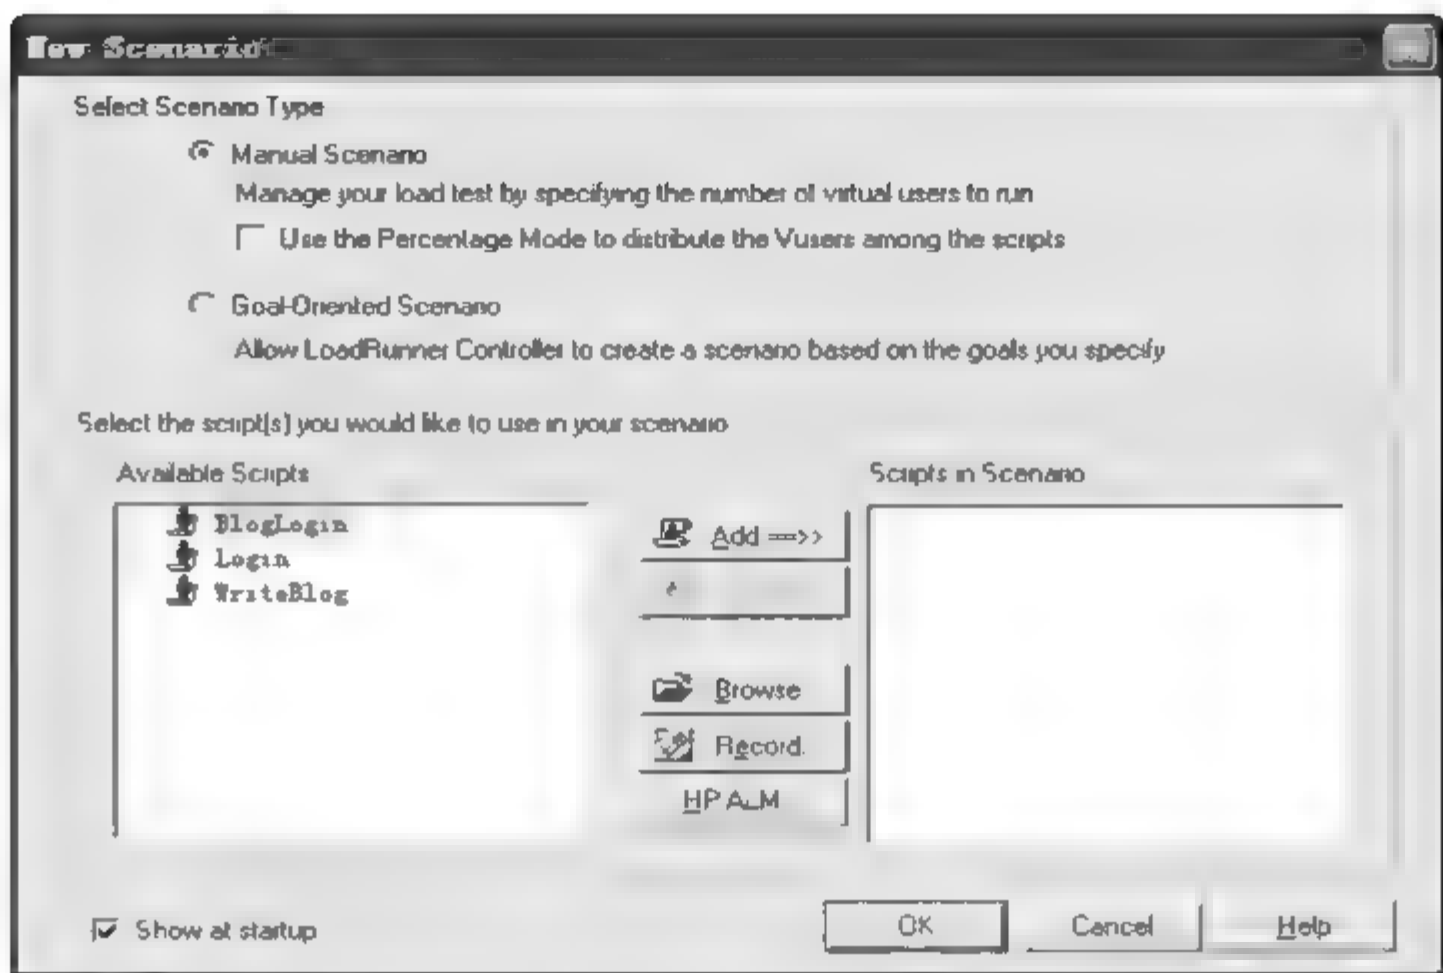 New Scenario
Select Scenario Type
Manual Scenario
Manage your load test by specifying the number of virtual users to run
Use the Percentage Mode to distribute the Vusers among the scripts
Goal-Oriented Scenario
Allow LoadRunner Controller to create a scenario based on the goals you specify
Select the script(s) you would like to use in your scenario
Available Scripts
Scripts in Scenario
BlogLogin
Login
WriteBlog
Add ==>>
Browse
Record
HP ALM
Show at startup
OK
Cancel
Help